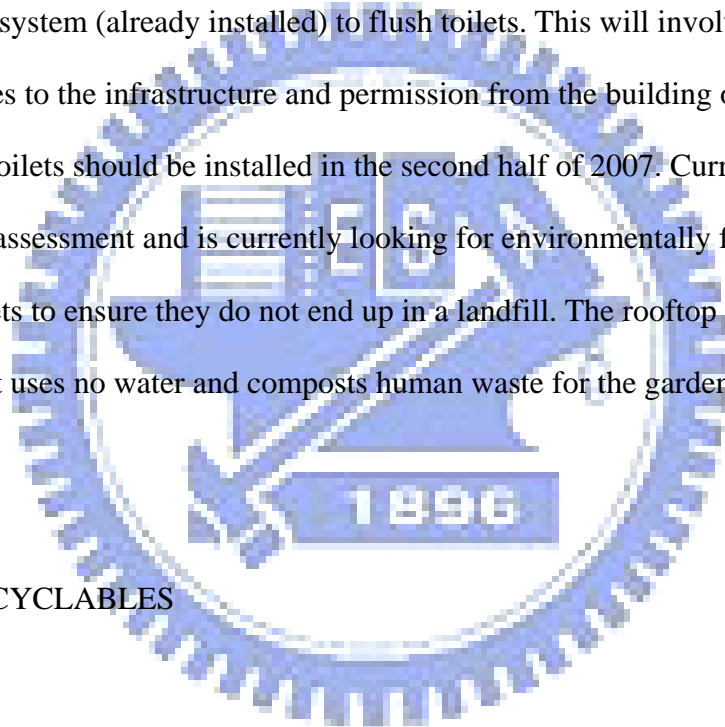 system (already installed) to flush toilets. This will invol
es to the infrastructure and permission from the building o
oilets should be installed in the second half of 2007. Curr
assessment and is currently looking for environmentally f
ets to ensure they do not end up in a landfill. The rooftop
t uses no water and composts human waste for the garden
1896
CYCLABLES